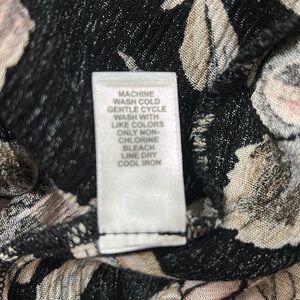 MACHINE
WASH COLD
GENTLE CYCLE
WASH WITH
LIKE COLORS
ONLY NON-
CHLORINE
BLEACH
LINE DRY
COOL IRON